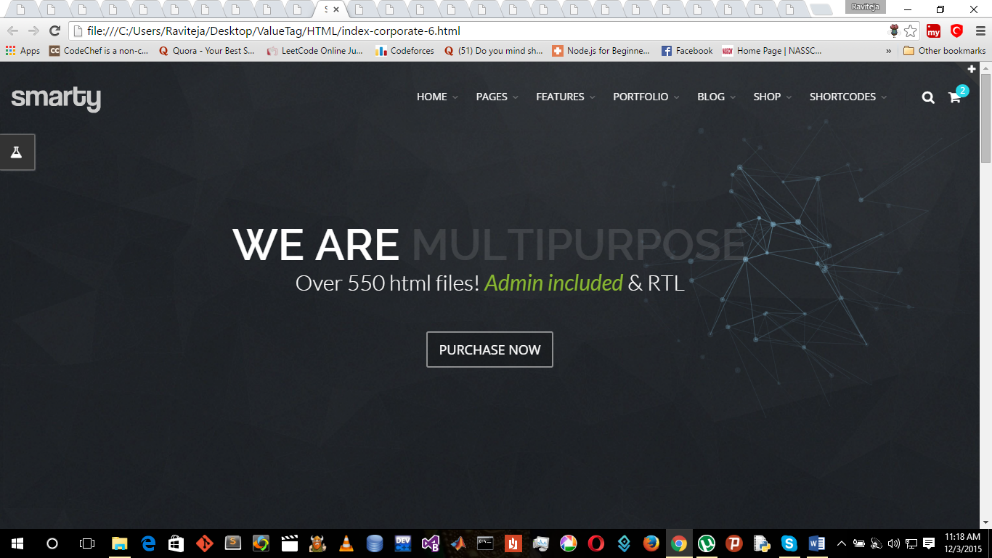 S
Raviteja
file:///C:/Users/Raviteja/Desktop/ValueTag/HTML/index-corporate-6.html
my
Apps
CC CodeChef is a non-c...
Q Quora - Your Best S...
LeetCode Online Ju...
Codeforces
Q (51) Do you mind sh...
Node.js for Beginne...
f Facebook
Home Page | NASSC...
»
Other bookmarks
smarty
HOME
PAGES
FEATURES
PORTFOLIO
BLOG
SHOP
SHORTCODES
2
WE ARE MULTIPURPOSE
Over 550 html files! Admin included & RTL
PURCHASE NOW
DEV
11:18 AM
12/3/2015